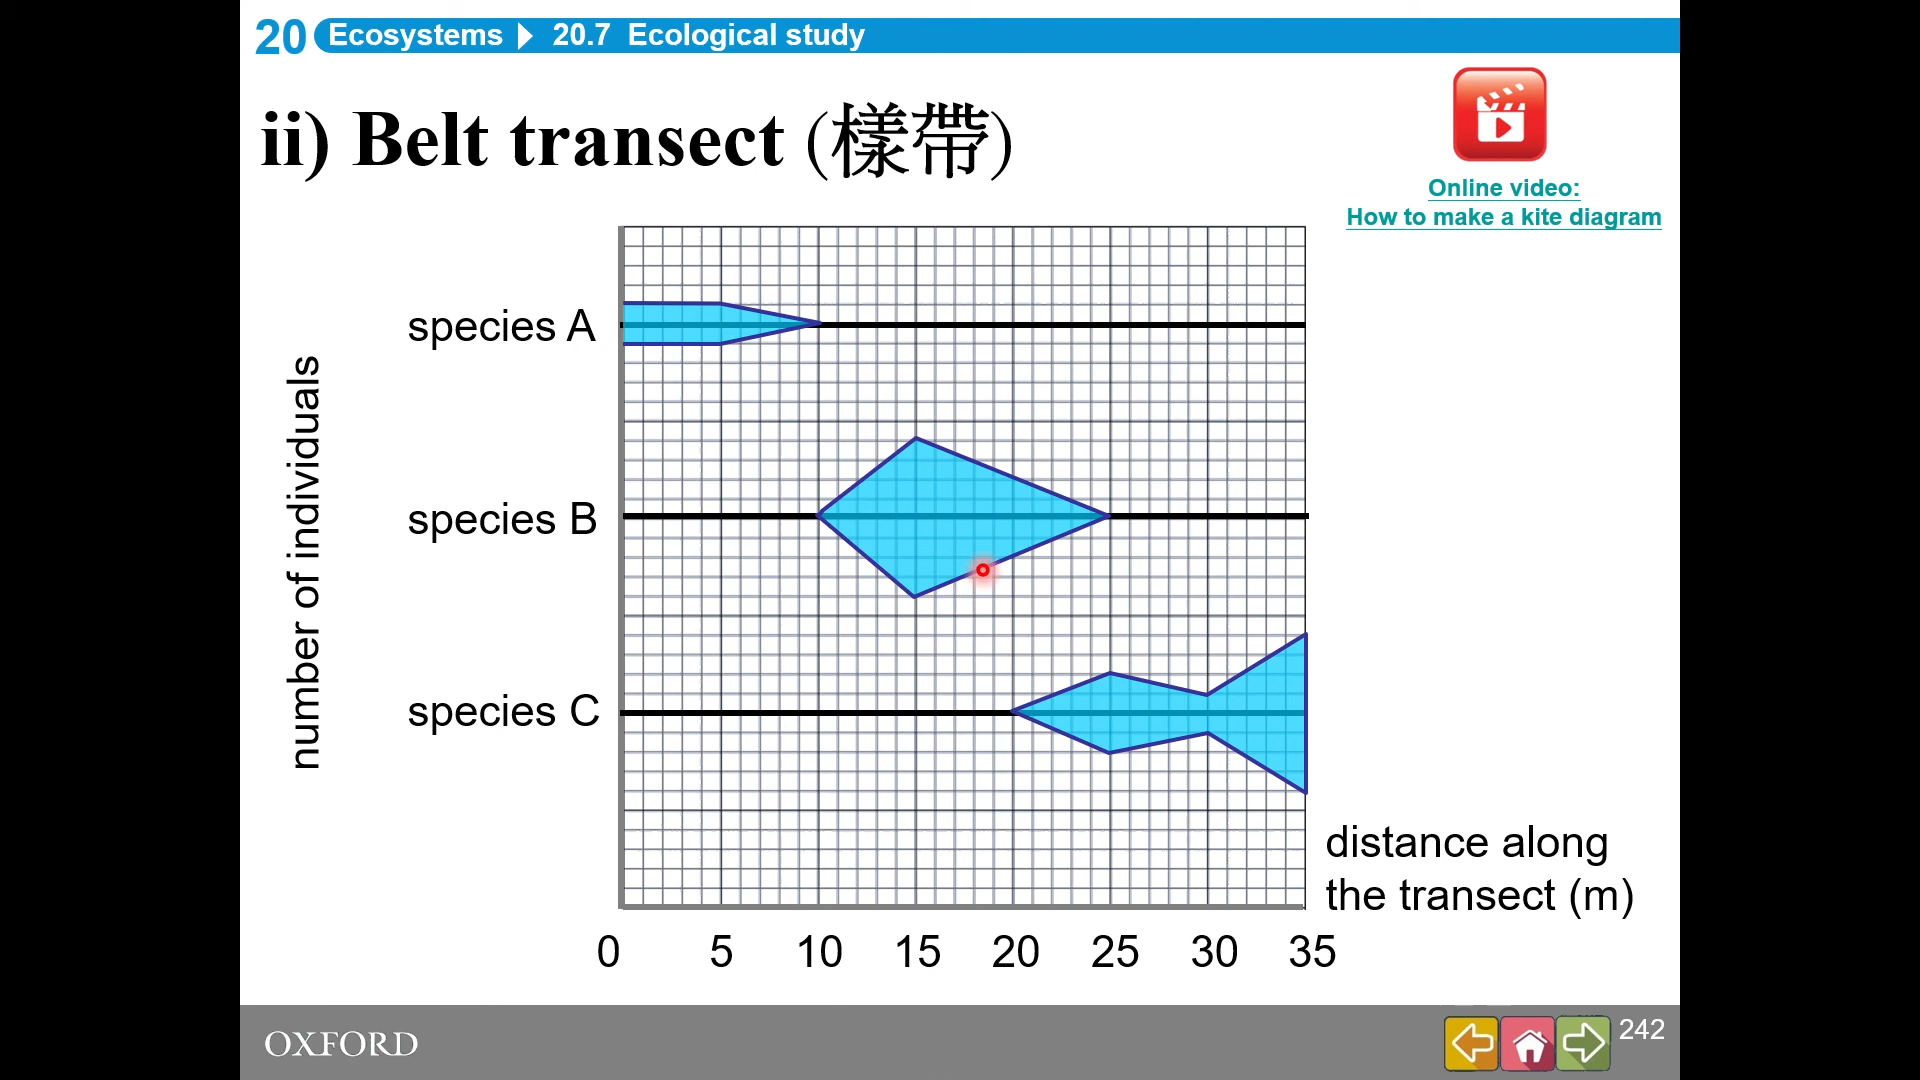 20 Ecosystems 20.7 Ecological study
ii) Belt transect (樣帶)
Online video:
How to make a kite diagram
number of individuals
species A
species B
species C
distance along
the transect (m)
0 5 10 15 20 25 30 35
OXFORD
242